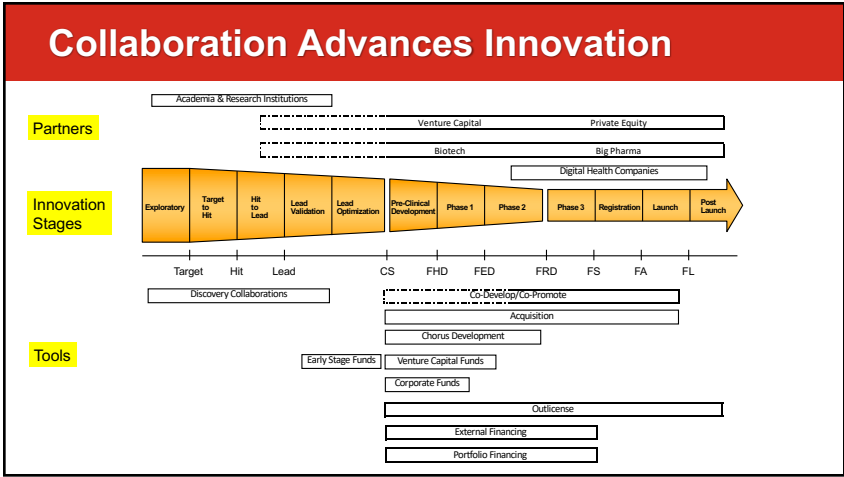 Collaboration Advances Innovation
Academia & Research Institutions
Partners
Venture Capital
Private Equity
Biotech
Big Pharma
Digital Health Companies
Innovation
Stages
Exploratory
Target
to
Hit
Hit
to
Lead
Lead
Validation
Lead
Optimization
Pre-Clinical
Development
Phase 1
Phase 2
Phase 3
Registration
Launch
Post
Launch
Target
Hit
Lead
CS
FHD
FED
FRD
FS
FA
FL
Tools
Discovery Collaborations
Co-Develop/Co-Promote
Acquisition
Chorus Development
Early Stage Funds
Venture Capital Funds
Corporate Funds
Outlicense
External Financing
Portfolio Financing